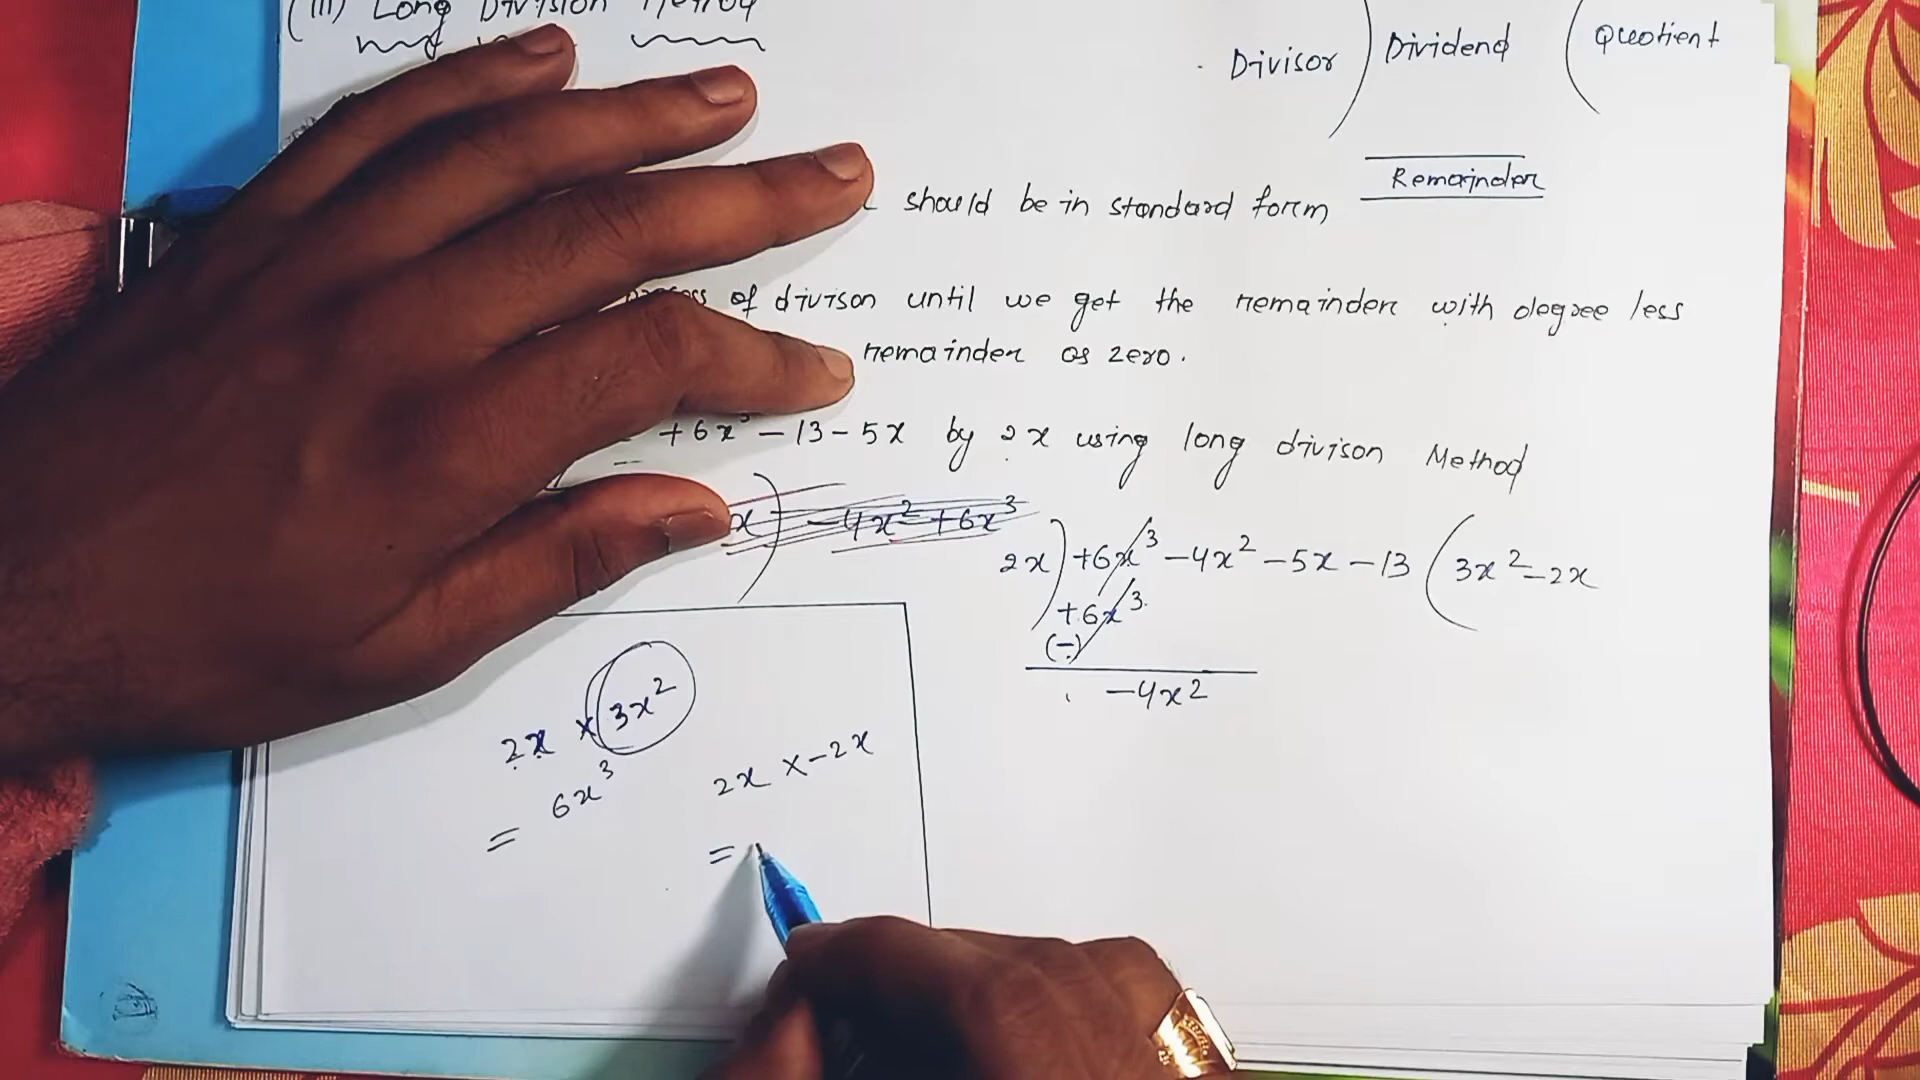 (iii) Long Division Method
Divisor ) Dividend ( Quotient
Remainder
should be in standard form
of divison until we get the remainder with degree less
remainder as zero.
+6x³ - 13 - 5x by 2x using long divison Method
x ) -4x² + 6x³
2x ) +6x³ - 4x² - 5x - 13 ( 3x² - 2x
+6x³
(-)
-4x²
2x × 3x²
= 6x³
2x × -2x
=